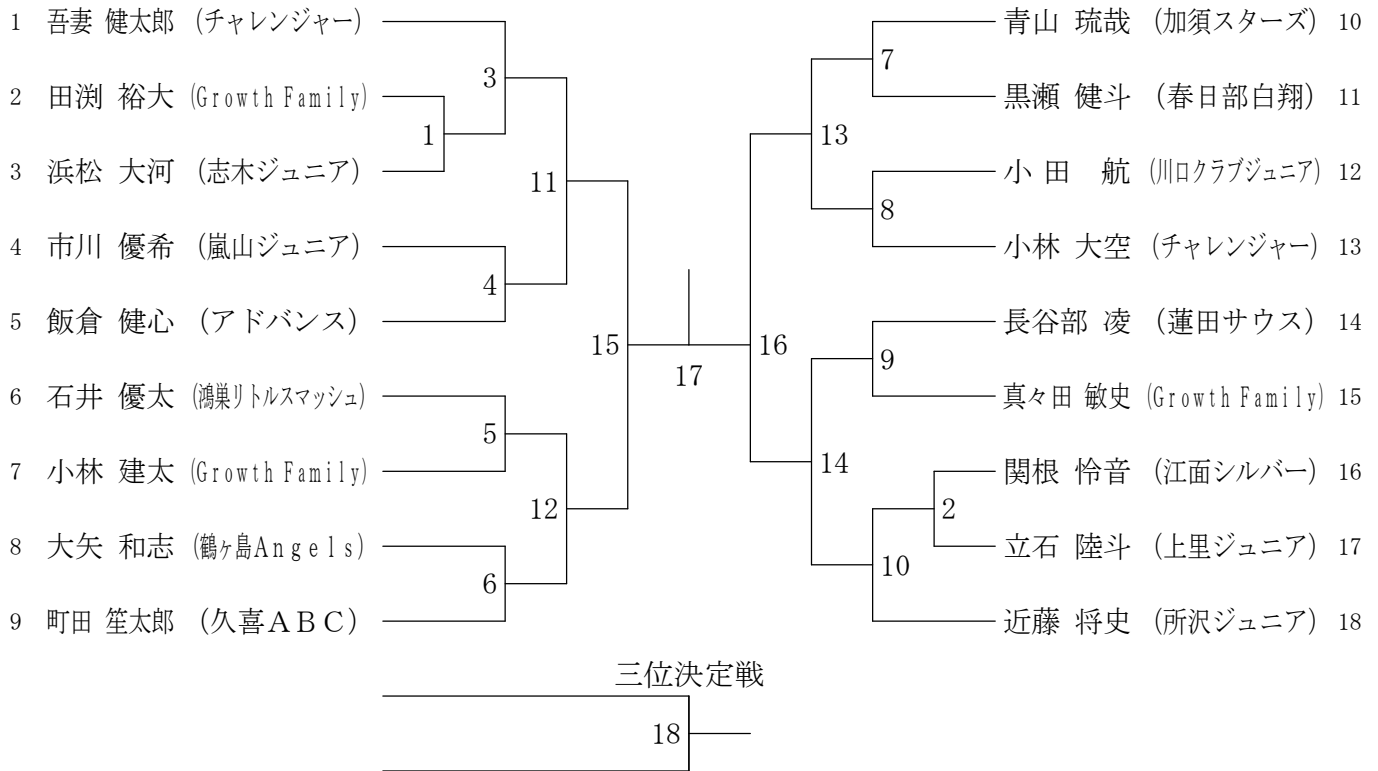 1 吾妻 健太郎 (チャレンジャー)
2 田渕 裕大 (Growth Family)
3 浜松 大河 (志木ジュニア)
4 市川 優希 (嵐山ジュニア)
5 飯倉 健心 (アドバンス)
6 石井 優太 (鴻巣リトルスマッシュ)
7 小林 建太 (Growth Family)
8 大矢 和志 (鶴ヶ島Angels)
9 町田 笙太郎 (久喜ABC)
3
1
11
4
15
5
12
6
17
16
13
7
8
14
9
2
10
青山 琉哉 (加須スターズ) 10
黒瀬 健斗 (春日部白翔) 11
小田 航 (川口クラブジュニア) 12
小林 大空 (チャレンジャー) 13
長谷部 凌 (蓮田サウス) 14
真々田 敏史 (Growth Family) 15
関根 怜音 (江面シルバー) 16
立石 陸斗 (上里ジュニア) 17
近藤 将史 (所沢ジュニア) 18
三位決定戦
18